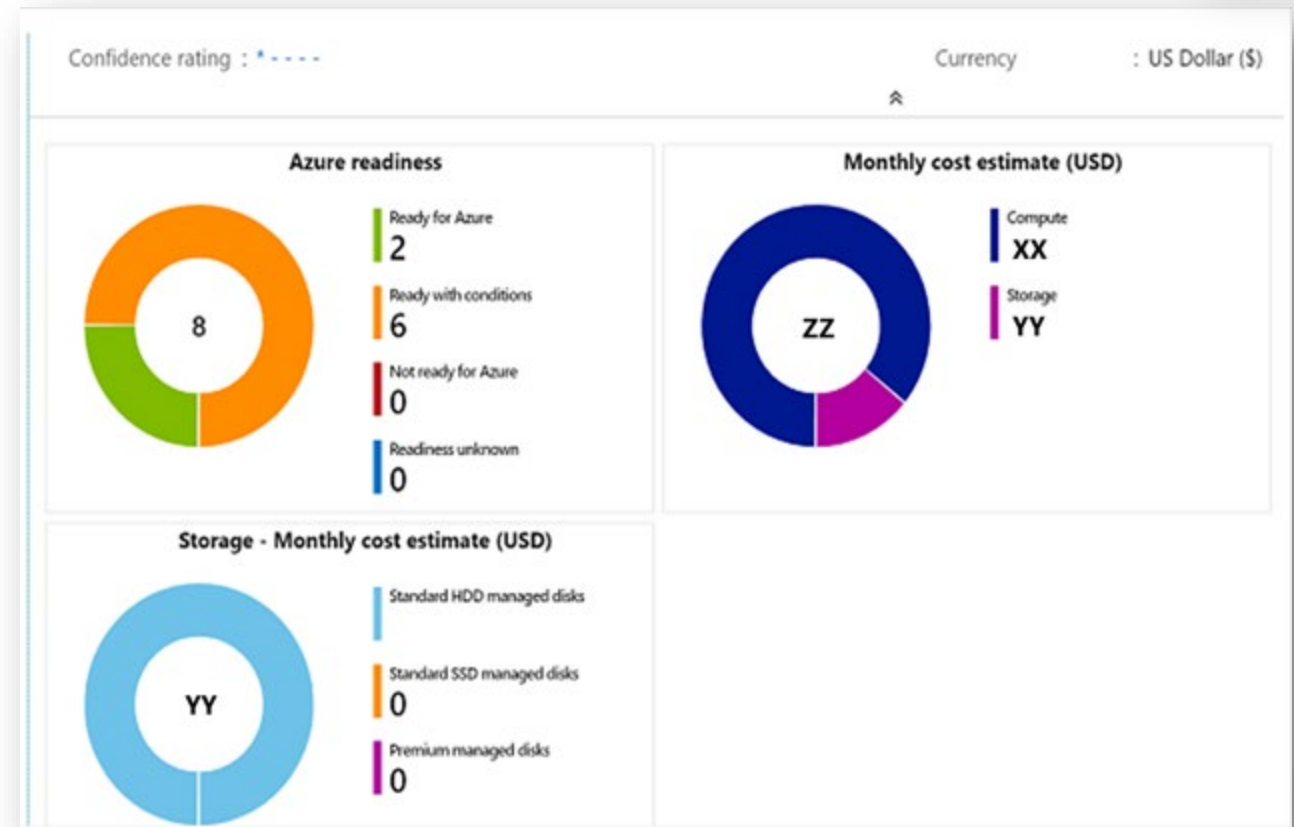 Confidence rating : * - - - -
Currency : US Dollar ($)
Azure readiness
8
Ready for Azure
2
Ready with conditions
6
Not ready for Azure
0
Readiness unknown
0
Monthly cost estimate (USD)
ZZ
Compute
XX
Storage
YY
Storage - Monthly cost estimate (USD)
YY
Standard HDD managed disks
Standard SSD managed disks
0
Premium managed disks
0